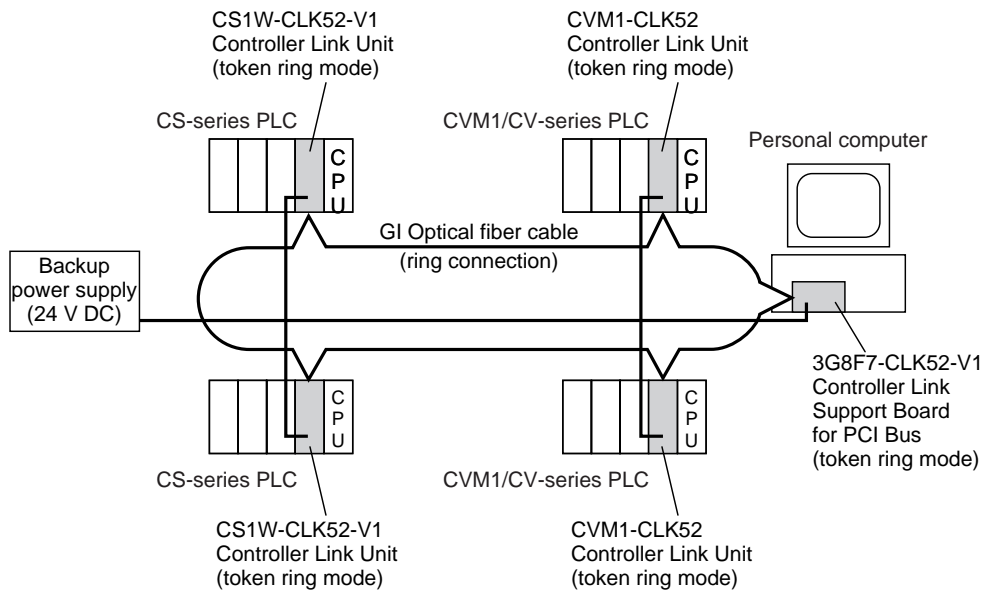 CS1W-CLK52-V1
Controller Link Unit
(token ring mode)
CVM1-CLK52
Controller Link Unit
(token ring mode)
CS-series PLC
CVM1/CV-series PLC
Personal computer
C
P
U
C
P
U
GI Optical fiber cable
(ring connection)
Backup
power supply
(24 V DC)
3G8F7-CLK52-V1
Controller Link
Support Board
for PCI Bus
(token ring mode)
C
P
U
C
P
U
CS-series PLC
CVM1/CV-series PLC
CS1W-CLK52-V1
Controller Link Unit
(token ring mode)
CVM1-CLK52
Controller Link Unit
(token ring mode)